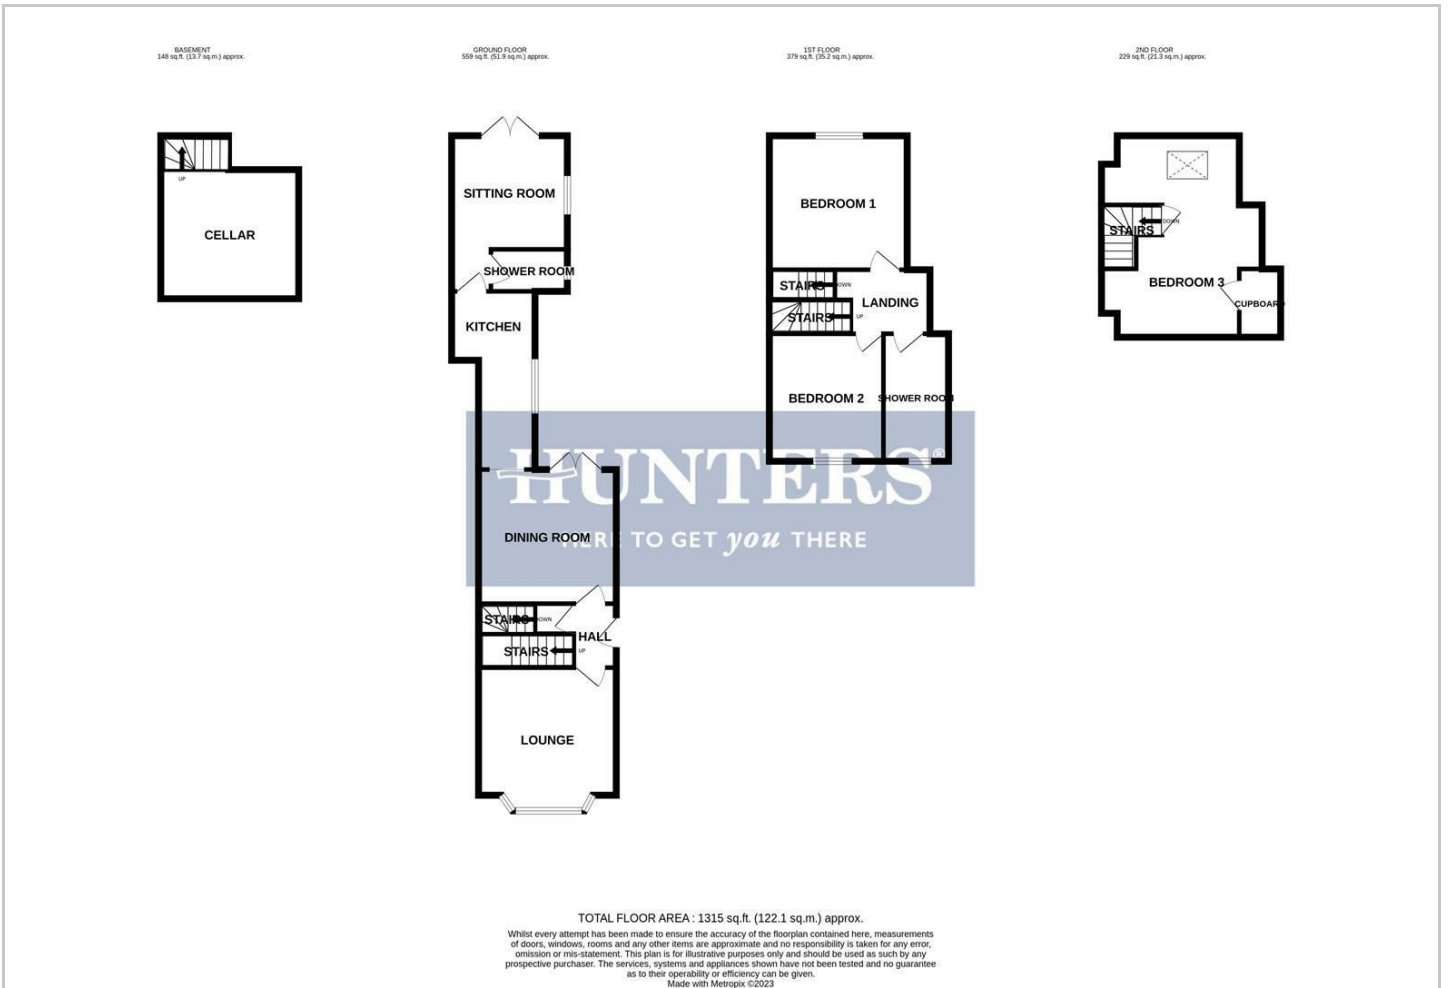 BASEMENT
148 sq.ft. (13.7 sq.m.) approx.
GROUND FLOOR
559 sq.ft. (51.9 sq.m.) approx.
1ST FLOOR
379 sq.ft. (35.2 sq.m.) approx.
2ND FLOOR
229 sq.ft. (21.3 sq.m.) approx.
UP
CELLAR
SITTING ROOM
SHOWER ROOM
KITCHEN
DINING ROOM
STAIRS
DOWN
HALL
STAIRS
UP
LOUNGE
BEDROOM 1
STAIRS
DOWN
LANDING
STAIRS
UP
BEDROOM 2
SHOWER ROOM
STAIRS
DOWN
BEDROOM 3
CUPBOARD
HUNTERS®
HERE TO GET you THERE
TOTAL FLOOR AREA : 1315 sq.ft. (122.1 sq.m.) approx.
Whilst every attempt has been made to ensure the accuracy of the floorplan contained here, measurements
of doors, windows, rooms and any other items are approximate and no responsibility is taken for any error,
omission or mis-statement. This plan is for illustrative purposes only and should be used as such by any
prospective purchaser. The services, systems and appliances shown have not been tested and no guarantee
as to their operability or efficiency can be given.
Made with Metropix ©2023